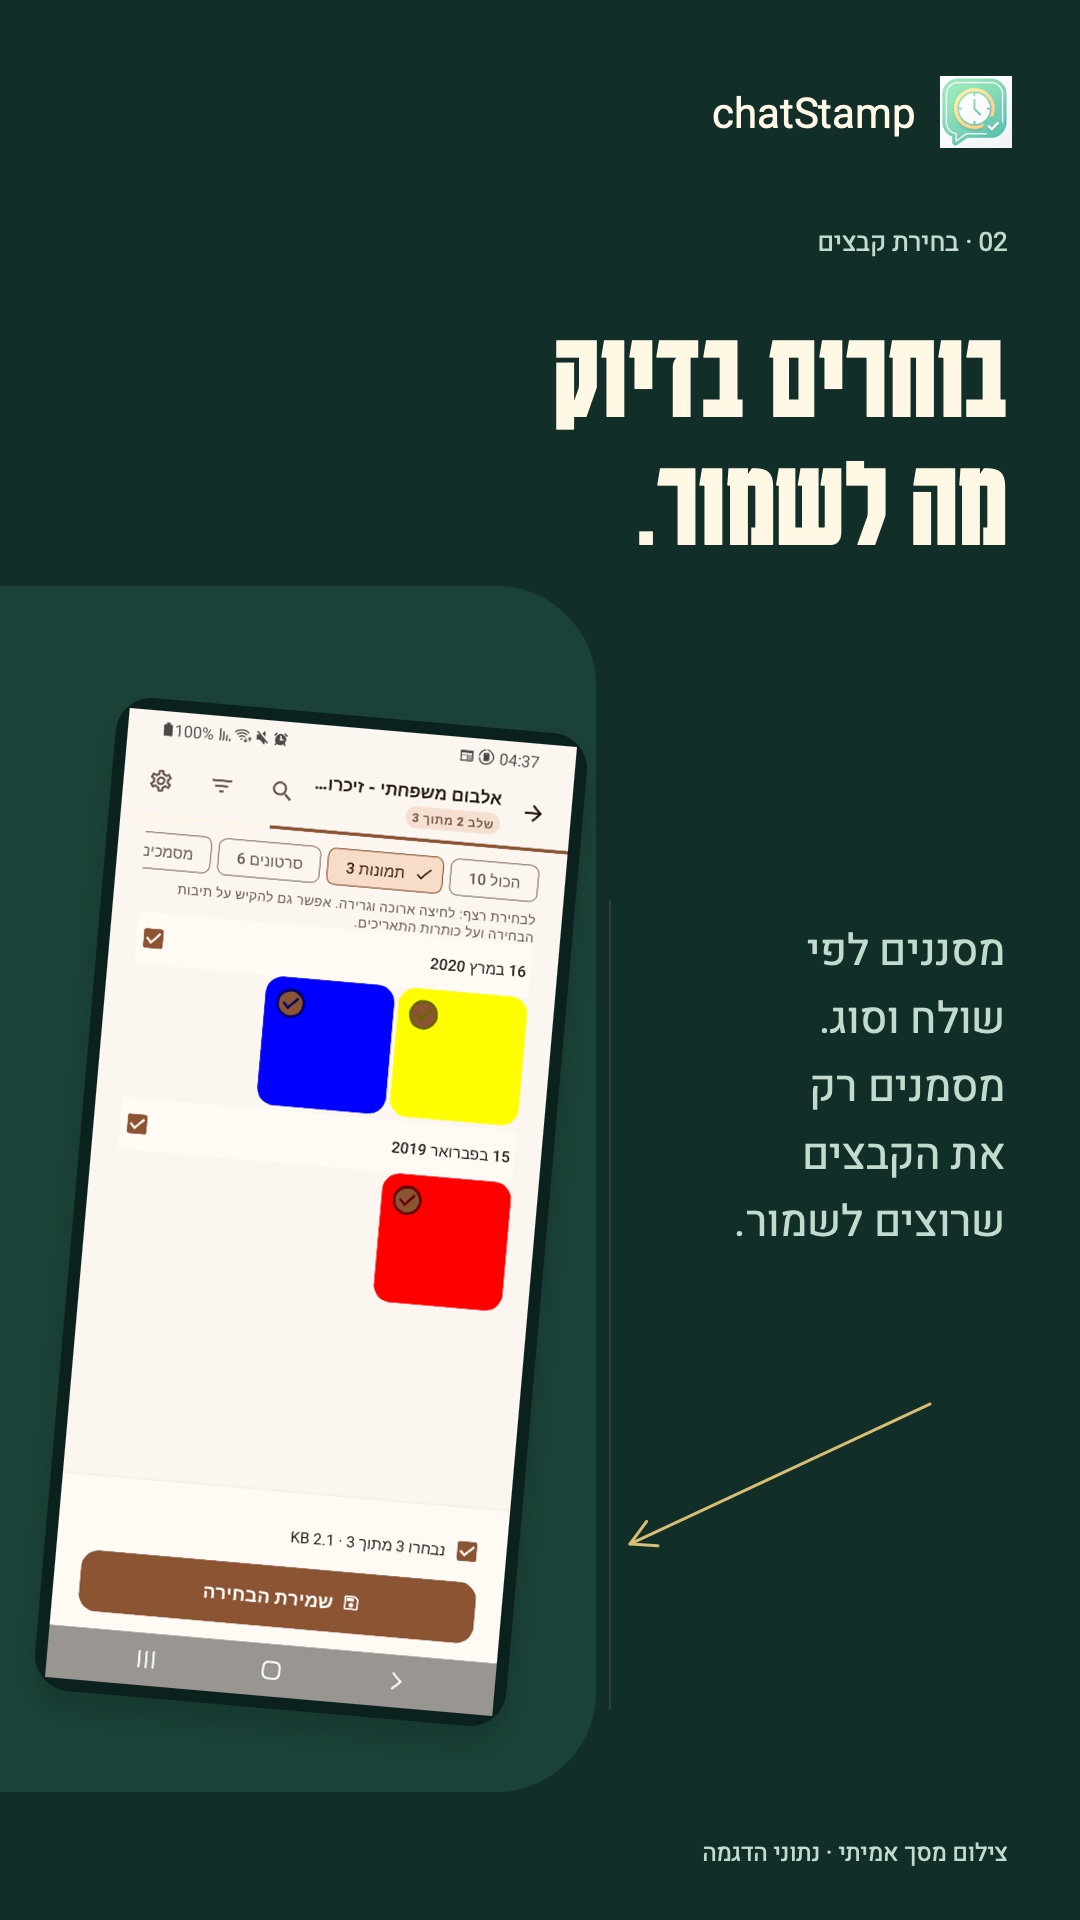 chatStamp
02 · בחירת קבצים
בוחרים בדיוק
מה לשמור.
04:37
100%
אלבום משפחתי - זיכרו...
שלב 2 מתוך 3
הכול 10
תמונות 3
סרטונים 6
מסמכינ
לבחירת רצף: לחיצה ארוכה וגרירה. אפשר גם להקיש על תיבות
הבחירה ועל כותרות התאריכים.
16 במרץ 2020
15 בפברואר 2019
נבחרו 3 מתוך 3 · 2.1 KB
שמירת הבחירה
מסננים לפי
שולח וסוג.
מסמנים רק
את הקבצים
שרוצים לשמור.
צילום מסך אמיתי · נתוני הדגמה